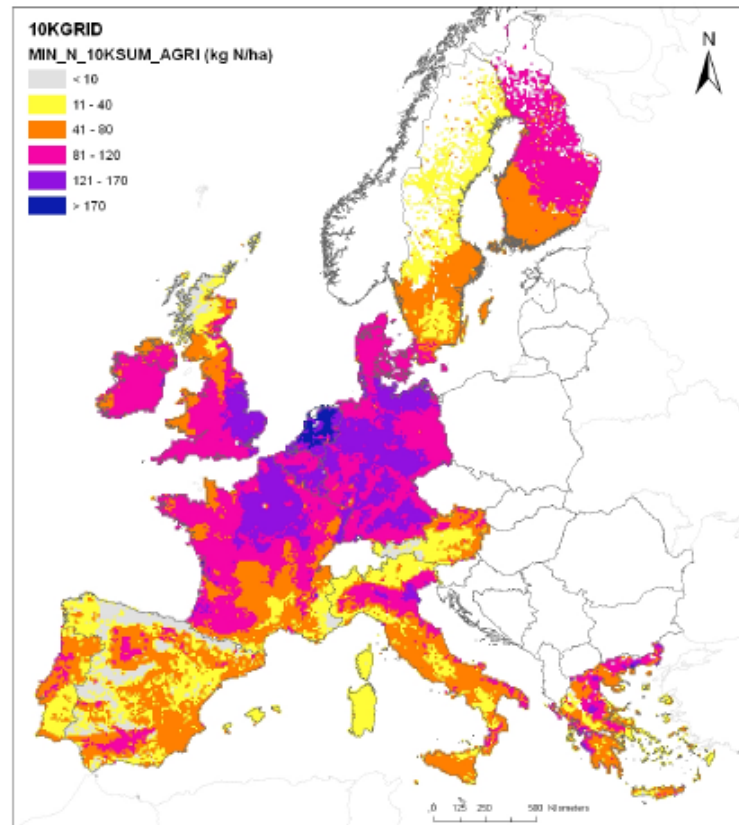 10KGRID
MIN_N_10KSUM_AGRI (kg N/ha)
< 10
11 - 40
41 - 80
81 - 120
121 - 170
> 170
N
0 125 250 500 Kilometers